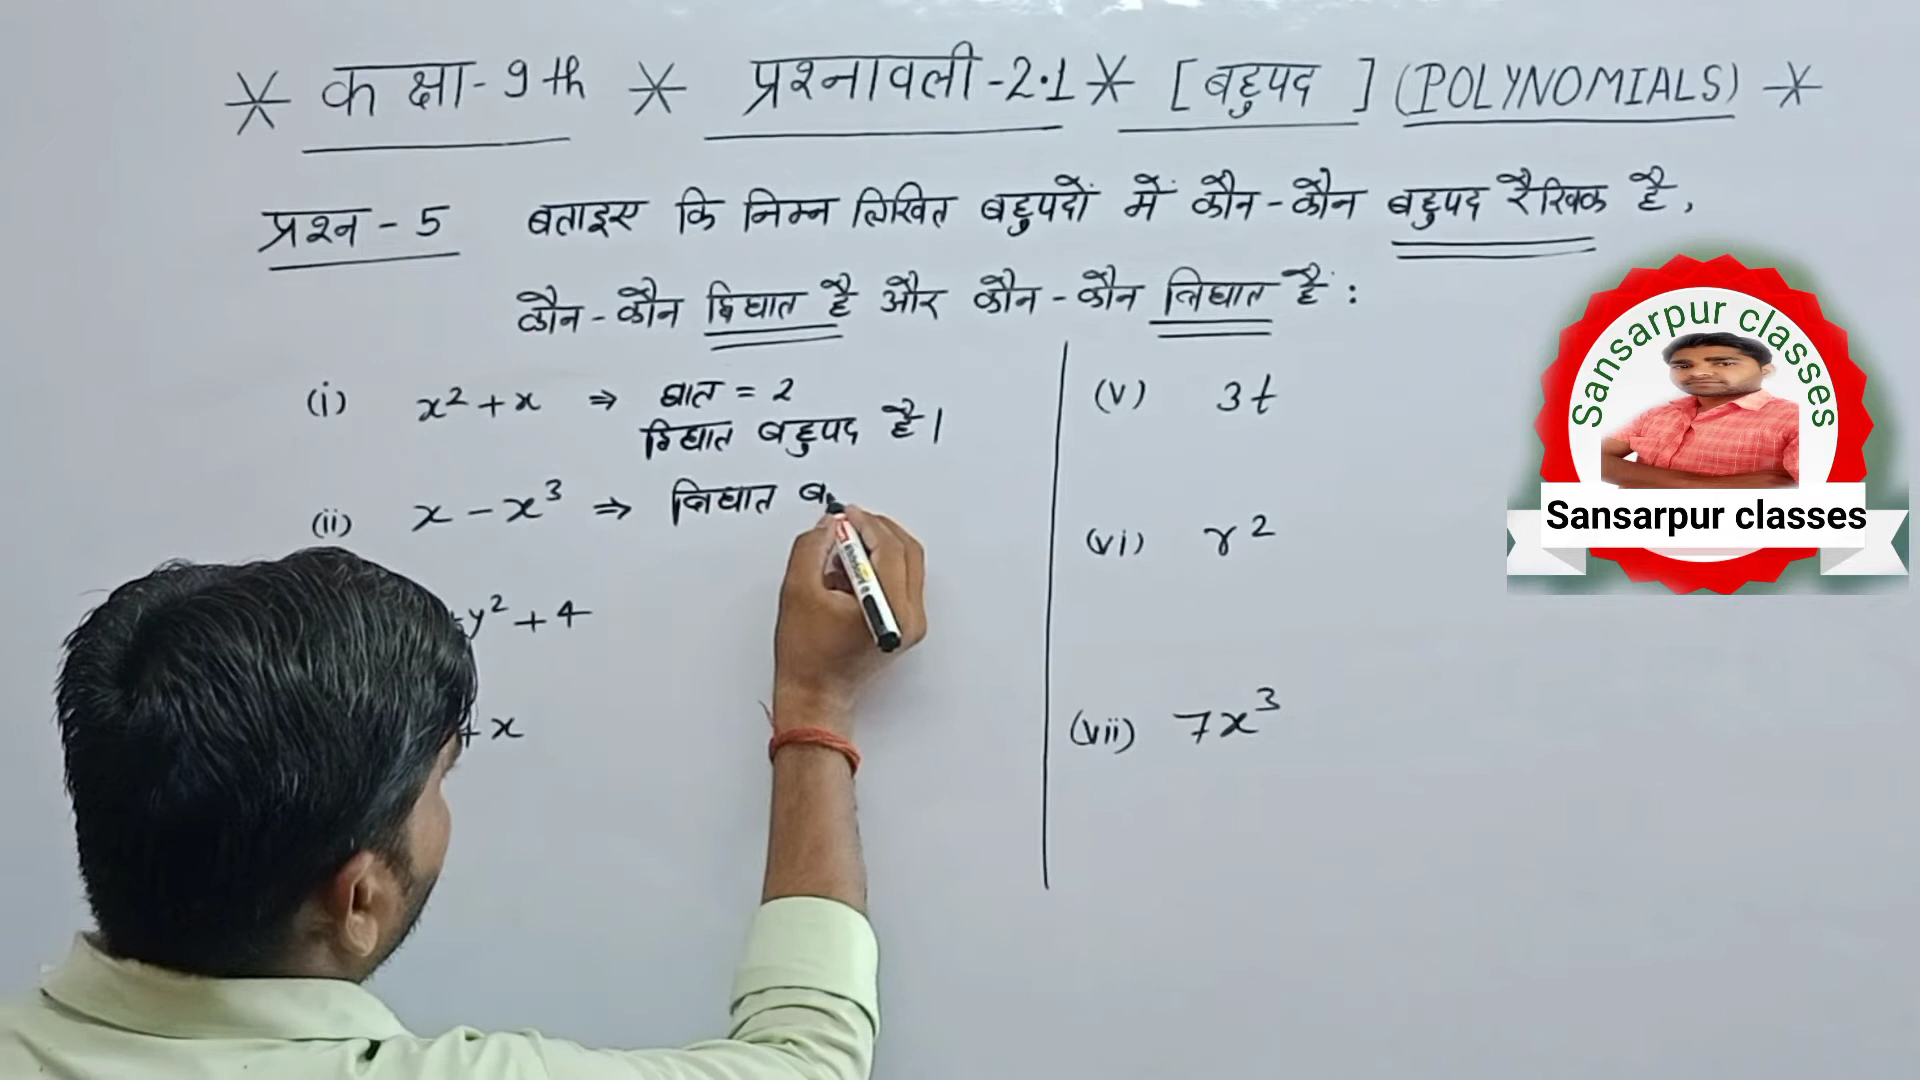 * कक्षा - 9th * प्रश्नावली - 2.1 * [बहुपद] (POLYNOMIALS) *
प्रश्न - 5 बताइए कि निम्न लिखित बहुपदों में कौन - कौन बहुपद रैखिक है,
कौन - कौन द्विघात है और कौन - कौन त्रिघात हैं :
(i) x² + x ⇒ घात = 2
द्विघात बहुपद है।
(ii) x - x³ ⇒ त्रिघात ब
+ y² + 4
+ x
(v) 3t
(vi) r²
(vii) 7x³
Sansarpur classes
Sansarpur classes